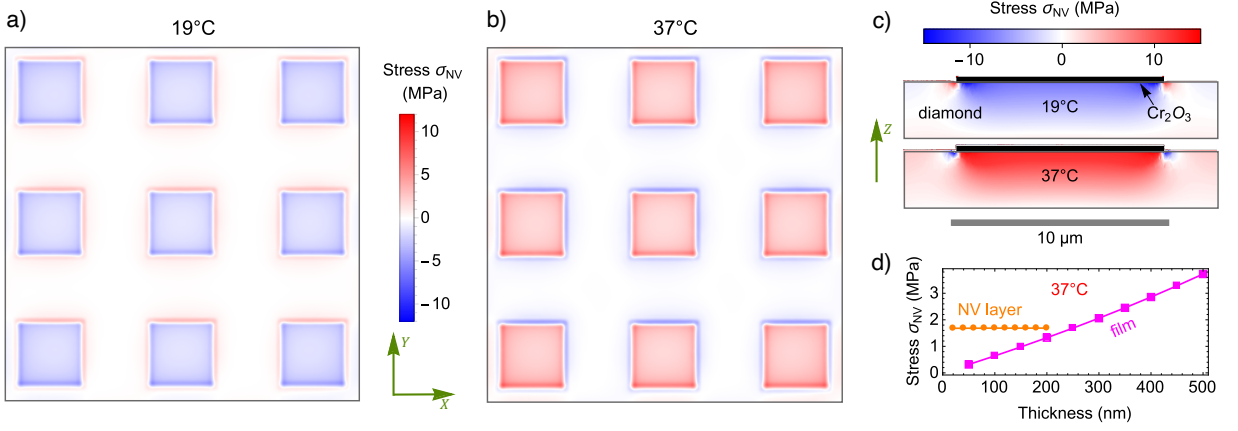 a)
19°C
Stress σNV
(MPa)
10
5
0
−5
−10
Y
X
b)
37°C
c)
Stress σNV (MPa)
−10
0
10
diamond
19°C
Cr2O3
Z
37°C
10 μm
d)
Stress σNV (MPa)
3
2
1
0
37°C
NV layer
film
0
100
200
300
400
500
Thickness (nm)